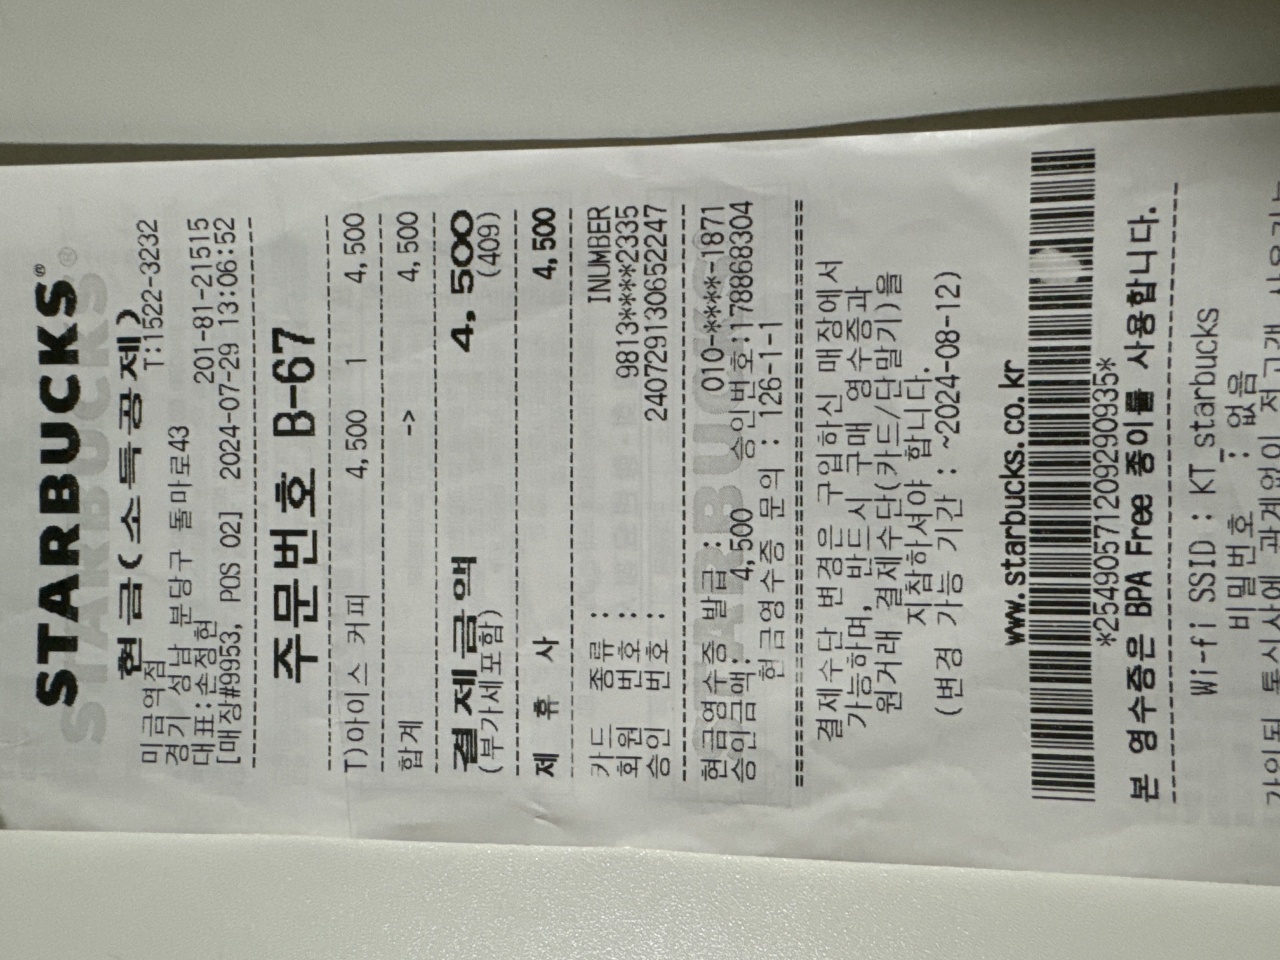 STARBUCKS®
현금(소득공제)
미금역점 T:1522-3232
경기 성남 분당구 돌마로43
대표:손정현 201-81-21515
[매장#9953, POS 02] 2024-07-29 13:06:52
주문번호 B-67
T)아이스 커피 4,500 1 4,500
합계 -> 4,500
결제금액 4,500
(부가세포함) (409)
제 휴 사 4,500
카드 종류 : INUMBER
회원 번호 : 9813****2335
승인 번호 : 24072913065224​7
현금영수증 발급: 010-****-1871
승인금액: 4,500 승인번호:178868304
현금영수증 문의 : 126-1-1
결제수단 변경은 구입하신 매장에서
가능하며, 반드시 구매 영수증과
원거래 결제수단(카드/단말기)을
지참하셔야 합니다.
(변경 가능 기간 : ~2024-08-12)
www.starbucks.co.kr
*2549057120929​0935*
본 영수증은 BPA Free 종이를 사용합니다.
Wi-fi SSID : KT_starbucks
비밀번호 : 없음